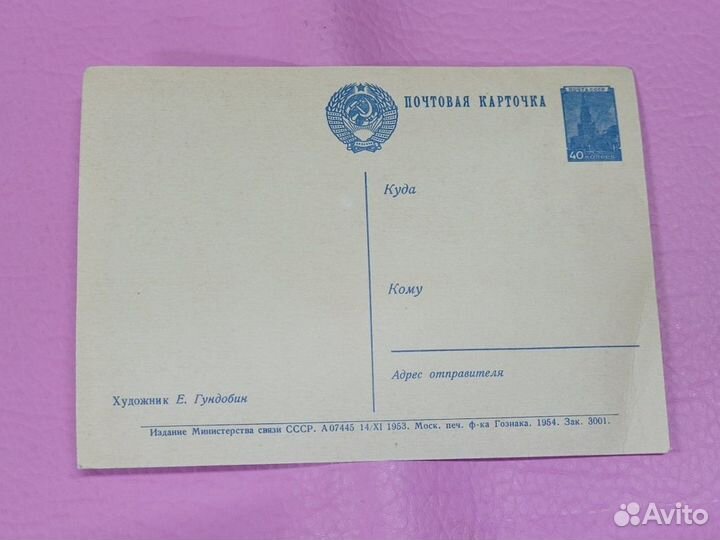 ПОЧТОВАЯ КАРТОЧКА
ПОЧТА СССР
40 КОПЕЕК
Куда
Кому
Адрес отправителя
Художник Е. Гундобин
Издание Министерства связи СССР. А 07445 14/XI 1953. Моск. печ. ф-ка Гознака. 1954. Зак. 3001.
Avito